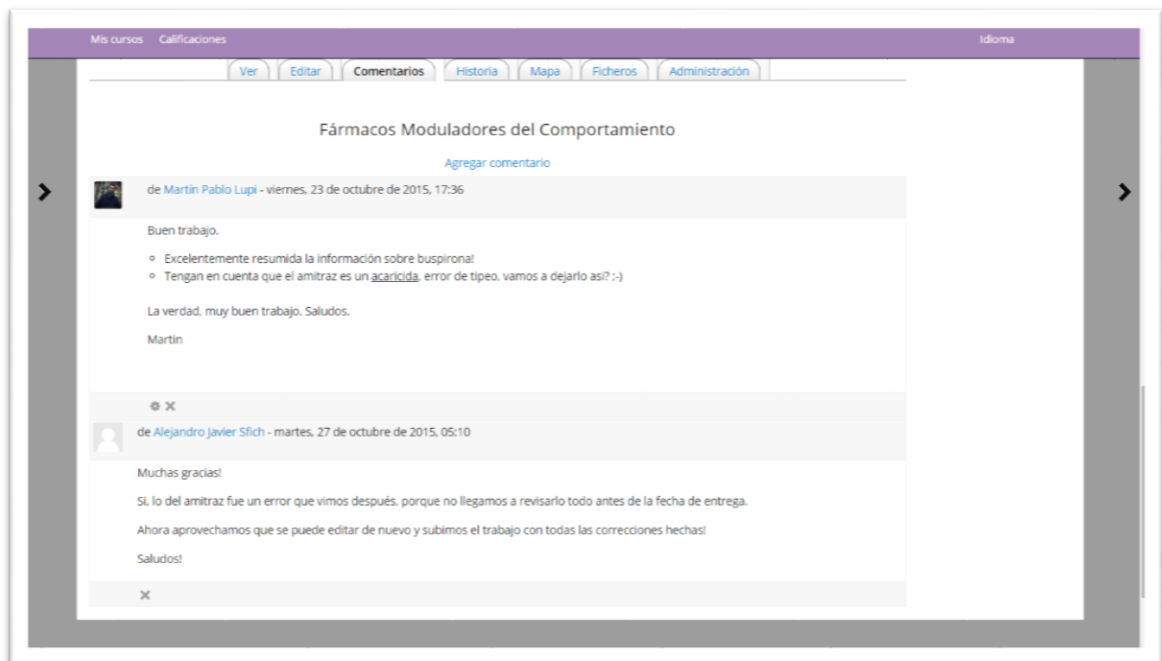 Mis cursos Calificaciones Idioma
Ver Editar Comentarios Historia Mapa Ficheros Administración
Fármacos Moduladores del Comportamiento
Agregar comentario
de Martín Pablo Lupi - viernes, 23 de octubre de 2015, 17:36
Buen trabajo.
Excelentemente resumida la información sobre buspirona!
Tengan en cuenta que el amitraz es un acaricida, error de tipeo, vamos a dejarlo asi? ;-)
La verdad, muy buen trabajo. Saludos.
Martin
de Alejandro Javier Sfich - martes, 27 de octubre de 2015, 05:10
Muchas gracias!
Si, lo del amitraz fue un error que vimos después, porque no llegamos a revisarlo todo antes de la fecha de entrega.
Ahora aprovechamos que se puede editar de nuevo y subimos el trabajo con todas las correcciones hechas!
Saludos!